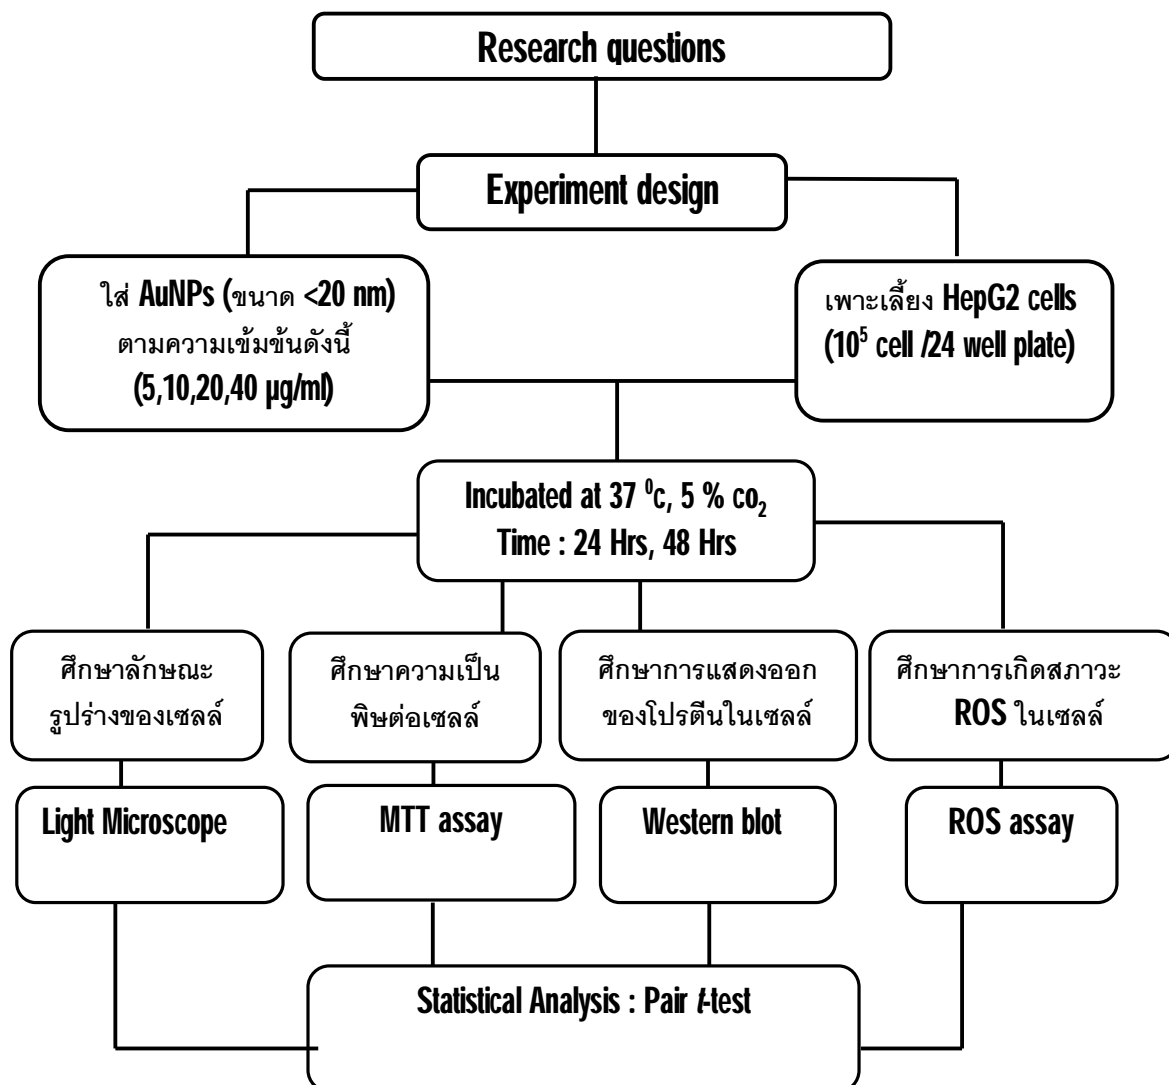 Research questions
Experiment design
ใส่ AuNPs (ขนาด <20 nm)
ตามความเข้มข้นดังนี้
(5,10,20,40 µg/ml)
เพาะเลี้ยง HepG2 cells
(10⁵ cell /24 well plate)
Incubated at 37 ⁰c, 5 % co₂
Time : 24 Hrs, 48 Hrs
ศึกษาลักษณะ
รูปร่างของเซลล์
ศึกษาความเป็น
พิษต่อเซลล์
ศึกษาการแสดงออก
ของโปรตีนในเซลล์
ศึกษาการเกิดสภาวะ
ROS ในเซลล์
Light Microscope
MTT assay
Western blot
ROS assay
Statistical Analysis : Pair t-test